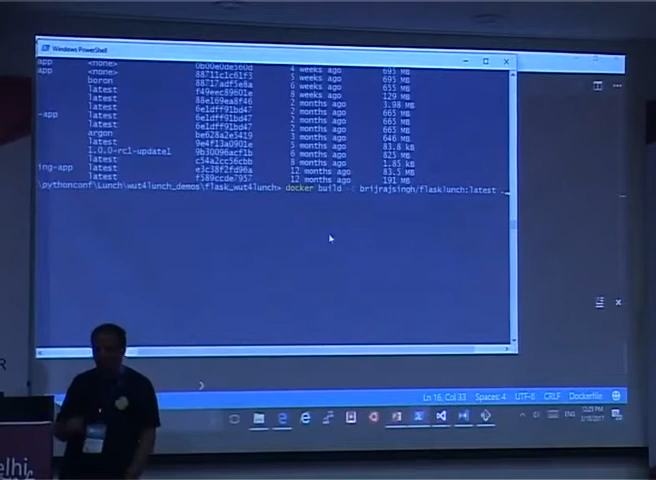 Windows PowerShell
app <none> 0b00e0de560d 4 weeks ago 695 MB
app <none> 88711c1c61f3 5 weeks ago 695 MB
boron 88717adf5e8a 6 weeks ago 655 MB
latest f49eec89601e 8 weeks ago 129 MB
latest 88e169ea8f46 2 months ago 3.98 MB
latest 6e1dff91bd47 2 months ago 665 MB
-app latest 6e1dff91bd47 2 months ago 665 MB
latest 6e1dff91bd47 2 months ago 665 MB
argon be628a2e5419 3 months ago 646 MB
latest 9e4f13a0901e 5 months ago 83.8 kB
1.0.0-rc1-update1 9b30096acf1b 6 months ago 825 MB
latest c54a2cc56cbb 8 months ago 1.85 kB
latest e3c38f2fd96a 12 months ago 83.5 MB
ing-app latest f589ccde7957 12 months ago 191 MB
\pythonconf\Lunch\wut4lunch_demos\flask_wut4lunch> docker build -t brijrajsingh/flasklunch:latest .
Ln 16, Col 33 Spaces: 4 UTF-8 CRLF Dockerfile
ENG
R
elhi